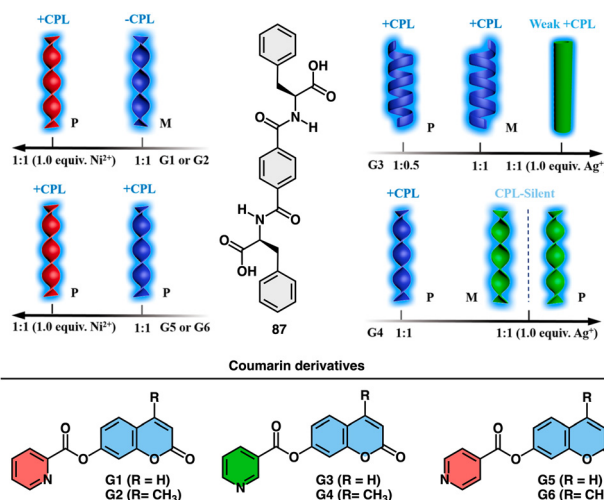 +CPL
-CPL
P
M
1:1 (1.0 equiv. Ni²⁺)
1:1
G1 or G2
+CPL
+CPL
P
P
1:1 (1.0 equiv. Ni²⁺)
1:1
G5 or G6
OH
O
O
N
H
H
N
O
O
OH
87
+CPL
+CPL
Weak +CPL
P
M
G3
1:0.5
1:1
1:1 (1.0 equiv. Ag⁺)
+CPL
CPL-Silent
P
M
P
G4
1:1
1:1 (1.0 equiv. Ag⁺)
Coumarin derivatives
R
O
N
O
O
O
G1 (R = H)
G2 (R= CH₃)
R
O
N
O
O
O
G3 (R = H)
G4 (R= CH₃)
R
O
N
O
G5 (R = H)
G6 (R=